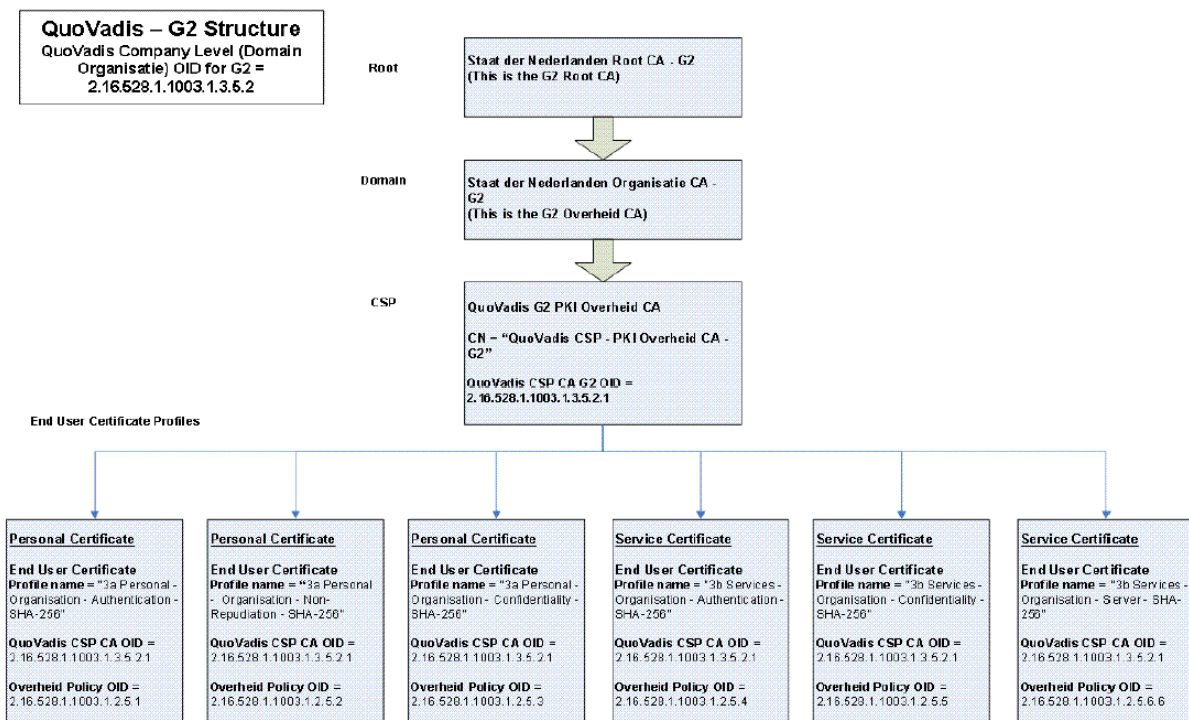 QuoVadis – G2 Structure
QuoVadis Company Level (Domain
Organisatie) OID for G2 =
2.16.528.1.1003.1.3.5.2
Root
Staat der Nederlanden Root CA - G2
(This is the G2 Root CA)
Domain
Staat der Nederlanden Organisatie CA -
G2
(This is the G2 Overheid CA)
CSP
QuoVadis G2 PKI Overheid CA
CN – “QuoVadis CSP - PKI Overheid CA -
G2”
QuoVadis CSP CA G2 OID =
2.16.528.1.1003.1.3.5.2.1
End User Certificate Profiles
Personal Certificate
End User Certificate
Profile name = "3a Personal -
Organisation - Authentication -
SHA-256"
QuoVadis CSP CA OID =
2.16.528.1.1003.1.3.5.2.1
Overheid Policy OID =
2.16.528.1.1003.1.2.5.1
Personal Certificate
End User Certificate
Profile name = “3a Personal
- Organisation - Non-
Repudiation - SHA-256"
QuoVadis CSP CA OID =
2.16.528.1.1003.1.3.5.2.1
Overheid Policy OID =
2.16.528.1.1003.1.2.5.2
Personal Certificate
End User Certificate
Profile name = "3a Personal -
Organisation - Confidentiality -
SHA-256"
QuoVadis CSP CA OID =
2.16.528.1.1003.1.3.5.2.1
Overheid Policy OID =
2.16.528.1.1003.1.2.5.3
Service Certificate
End User Certificate
Profile name = "3b Services -
Organisation - Authentication -
SHA-256"
QuoVadis CSP CA OID =
2.16.528.1.1003.1.3.5.2.1
Overheid Policy OID =
2.16.528.1.1003.1.2.5.4
Service Certificate
End User Certificate
Profile name = "3b Services -
Organisation - Confidentiality -
SHA-256"
QuoVadis CSP CA OID =
2.16.528.1.1003.1.3.5.2.1
Overheid Policy OID =
2.16.528.1.1003.1.2.5.5
Service Certificate
End User Certificate
Profile name = "3b Services -
Organisation - Server - SHA-
256"
QuoVadis CSP CA OID =
2.16.528.1.1003.1.3.5.2.1
Overheid Policy OID =
2.16.528.1.1003.1.2.5.6.6